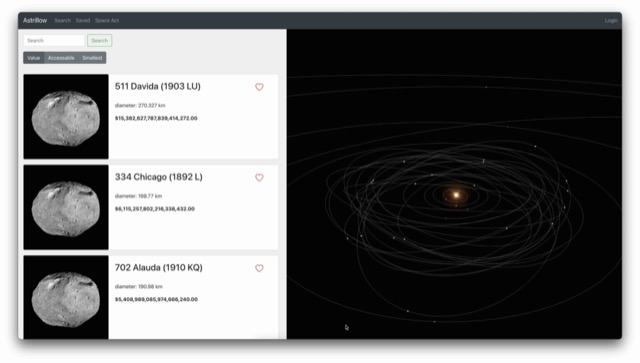 Astrillow Search Saved Space Act Login
Search Search
Value Accessable Smallest
511 Davida (1903 LU)
diameter: 270.327 km
$15,382,627,787,839,414,272.00
334 Chicago (1892 L)
diameter: 198.77 km
$6,115,257,802,216,338,432.00
702 Alauda (1910 KQ)
diameter: 190.98 km
$5,408,989,085,974,666,240.00